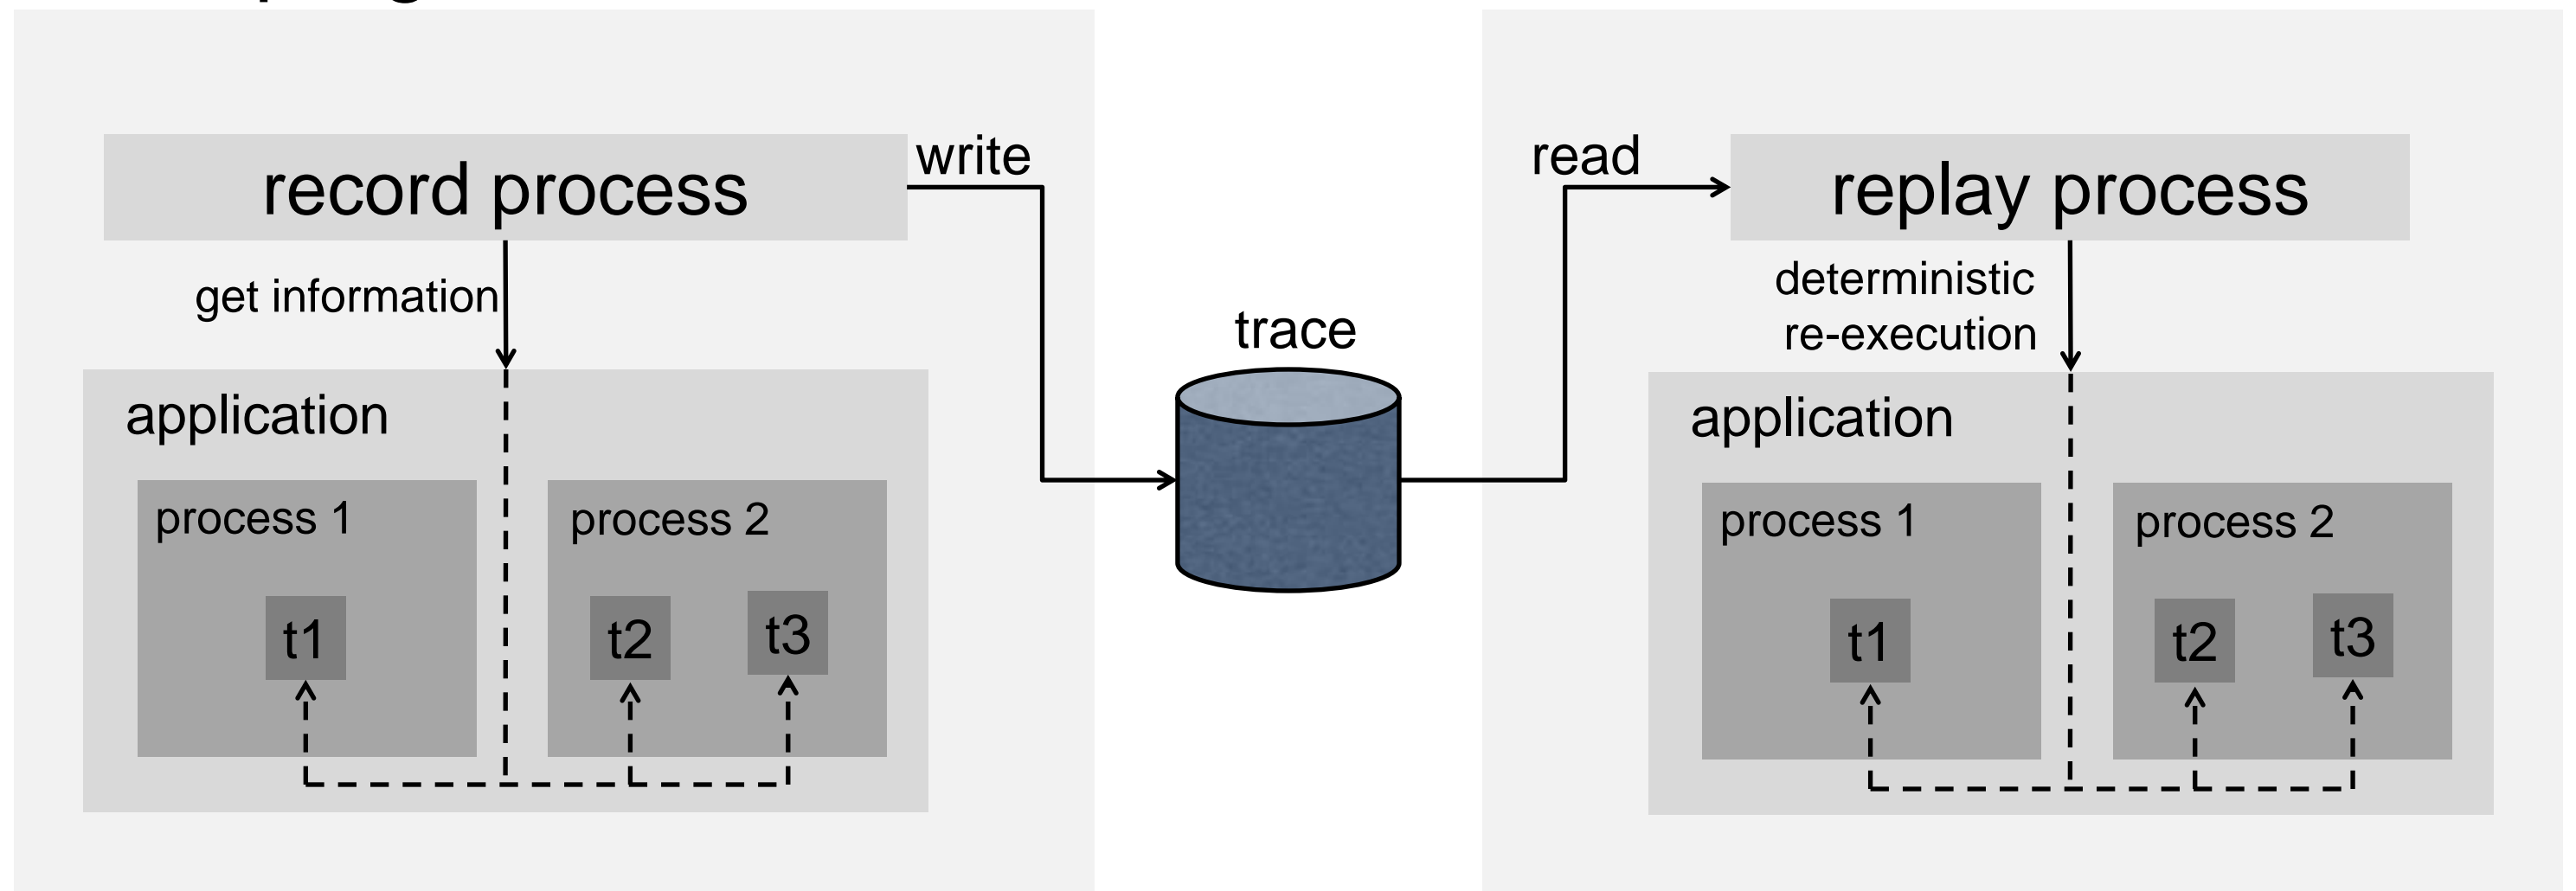 record process
write
get information
application
process 1
process 2
t1
t2
t3
trace
read
replay process
deterministic
re-execution
application
process 1
process 2
t1
t2
t3